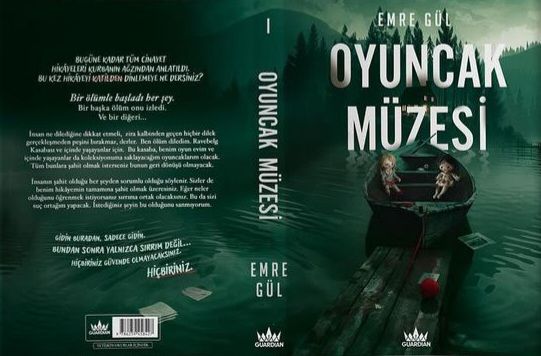 BUGÜNE KADAR TÜM CİNAYET
HİKÂYELERİ KURBANIN AĞZINDAN ANLATILDI.
BU KEZ HİKÂYEYİ KATİLDEN DİNLEMEYE NE DERSİNİZ?
Bir ölümle başladı her şey.
Bir başka ölüm onu izledi.
Ve bir diğeri...
İnsan ne dilediğine dikkat etmeli, zira kalbinden geçen hiçbir dilek
gerçekleşmeden peşini bırakmaz, derler. Ben ölüm diledim. Ravebelg
Kasabası ve içinde yaşayanlar için. Bu kasaba, benim oyun evim ve
içinde yaşayanlar da koleksiyonuma saklayacağım oyuncaklarım olacak.
Tüm bunlara şahit olmak isterseniz bunun geri dönüşü olmayacak.
İnsanın şahit olduğu her şeyden sorumlu olduğu söylenir. Sizler de
benim hikâyemin tamamına şahit olmak üzeresiniz. Eğer neler
olduğunu öğrenmek istiyorsanız sırrıma ortak olacaksınız. Bu da sizi
suç ortağım yapacak. İstediğiniz şeyin bu olduğunu sanmıyorum.
GİDİN BURADAN, SADECE GİDİN.
BUNDAN SONRA YALNIZCA SIRRIM DEĞİL...
HİÇBİRİNİZ GÜVENDE OLMAYACAKSINIZ.
HİÇBİRİNİZ.
GUARDIAN
I
OYUNCAK MÜZESİ
EMRE
GÜL
EMRE GÜL
OYUNCAK
MÜZESİ
GUARDIAN